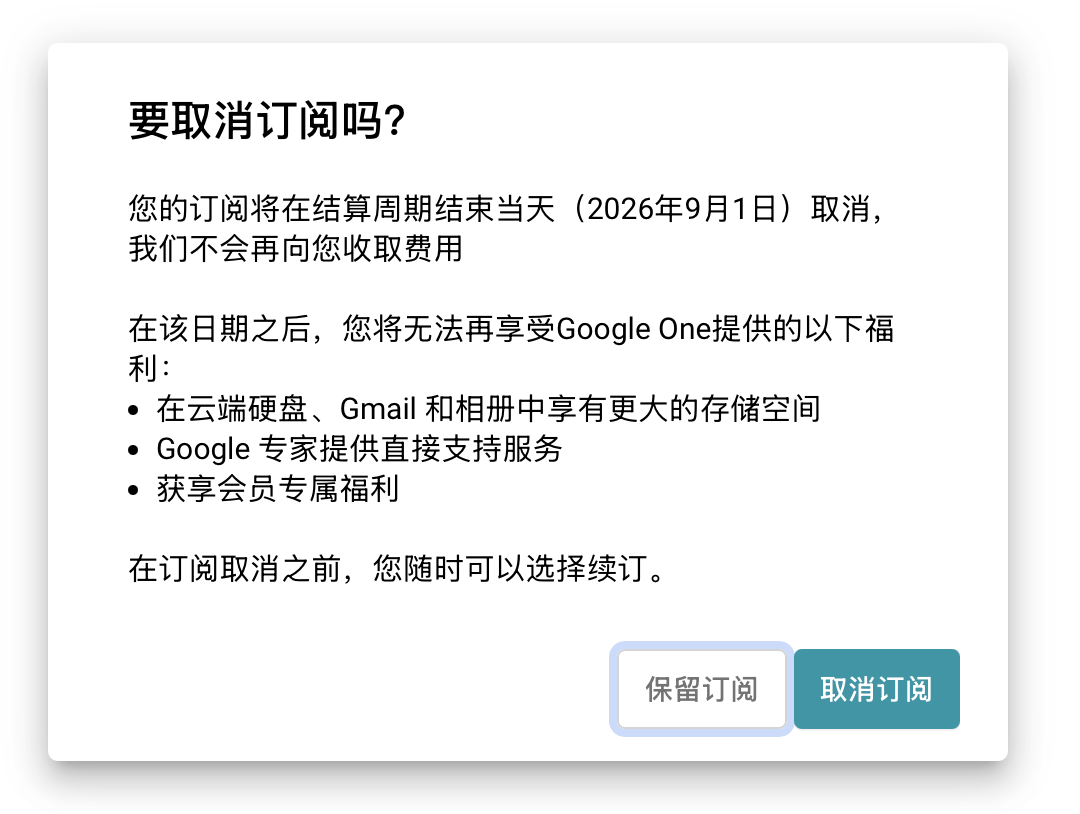 要取消订阅吗?
您的订阅将在结算周期结束当天（2026年9月1日）取消，
我们不会再向您收取费用
在该日期之后，您将无法再享受Google One提供的以下福
利：
• 在云端硬盘、Gmail 和相册中享有更大的存储空间
• Google 专家提供直接支持服务
• 获享会员专属福利
在订阅取消之前，您随时可以选择续订。
保留订阅 取消订阅